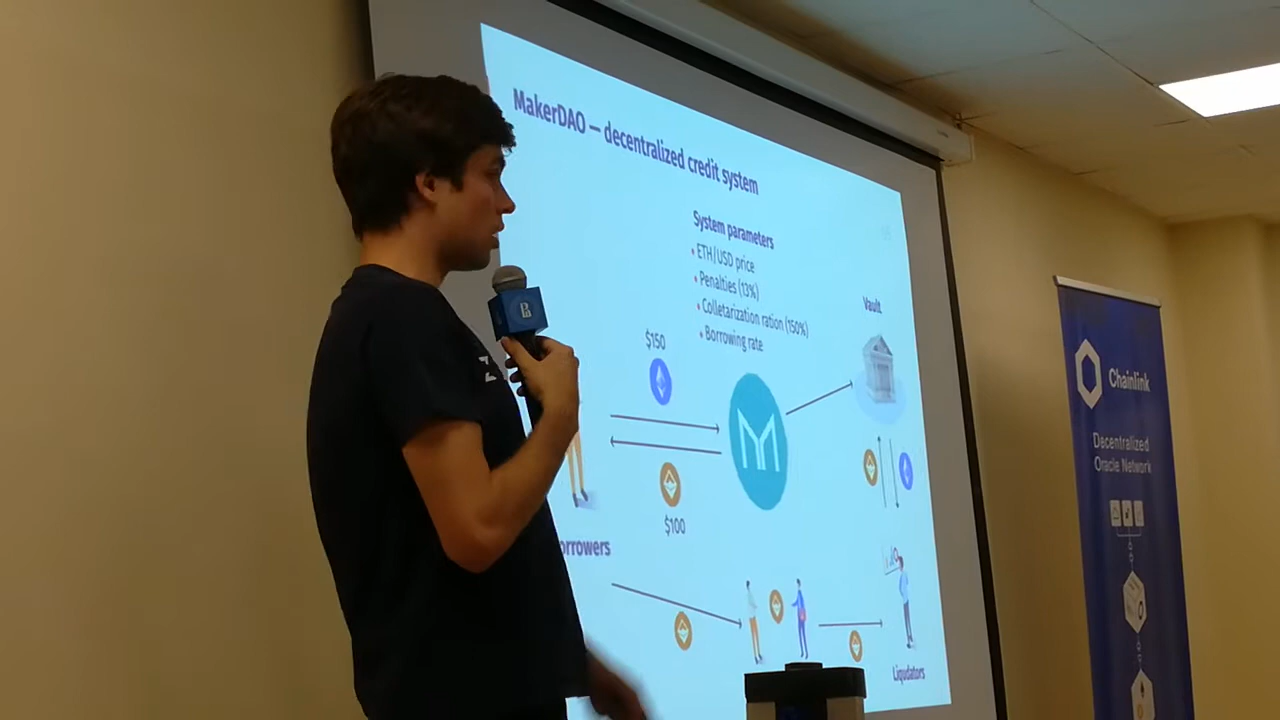 MakerDAO — decentralized credit system
System parameters
• ETH/USD price
• Penalties (13%)
• Colletarization ration (150%)
• Borrowing rate
Vault
$150
$100
orrowers
Liqudators
Chainlink
Decentralized
Oracle Network